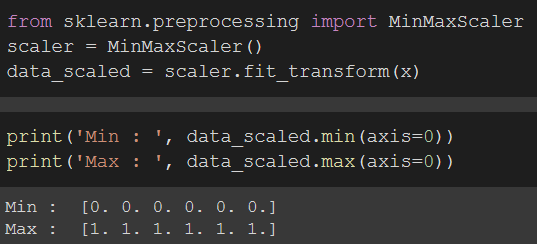 from sklearn.preprocessing import MinMaxScaler
scaler = MinMaxScaler()
data_scaled = scaler.fit_transform(x)
print('Min : ', data_scaled.min(axis=0))
print('Max : ', data_scaled.max(axis=0))
Min :  [0. 0. 0. 0. 0. 0.]
Max :  [1. 1. 1. 1. 1. 1.]